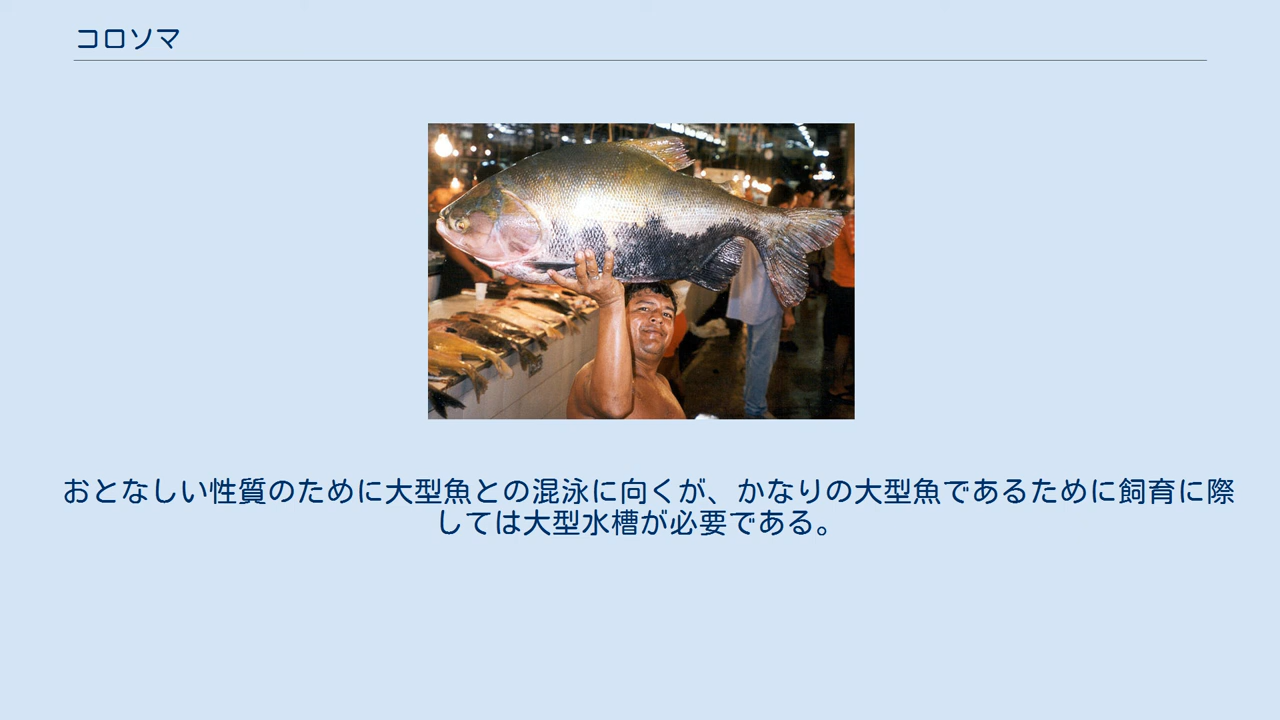 コロソマ
おとなしい性質のために大型魚との混泳に向くが、かなりの大型魚であるために飼育に際
しては大型水槽が必要である。